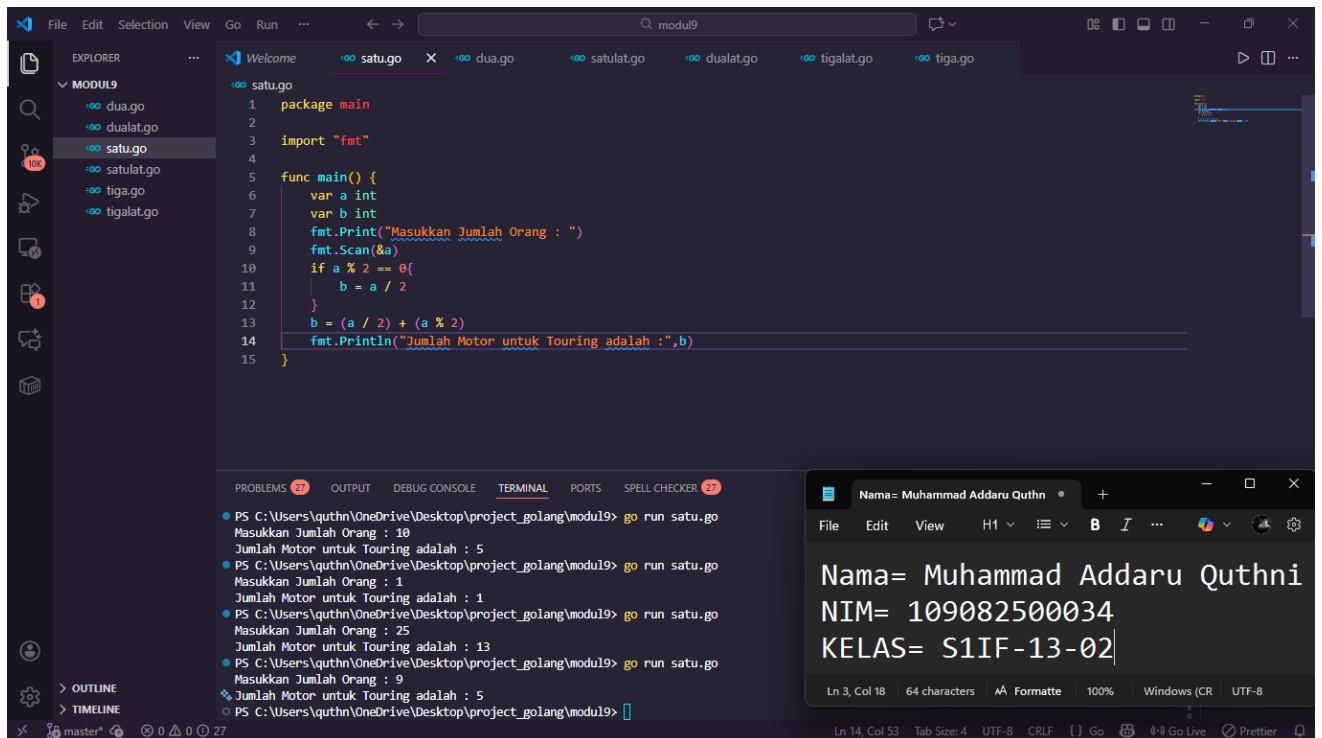 File Edit Selection View Go Run ··· modul9
EXPLORER ···
Welcome satu.go dua.go satulat.go dualat.go tigalat.go tiga.go
MODUL9
dua.go
dualat.go
satu.go
satulat.go
tiga.go
tigalat.go
10K
1
satu.go
1 package main
2
3 import "fmt"
4
5 func main() {
6 var a int
7 var b int
8 fmt.Print("Masukkan Jumlah Orang : ")
9 fmt.Scan(&a)
10 if a % 2 == 0{
11 b = a / 2
12 }
13 b = (a / 2) + (a % 2)
14 fmt.Println("Jumlah Motor untuk Touring adalah :",b)
15 }
PROBLEMS 27 OUTPUT DEBUG CONSOLE TERMINAL PORTS SPELL CHECKER 27
PS C:\Users\quthn\OneDrive\Desktop\project_golang\modul9> go run satu.go
Masukkan Jumlah Orang : 10
Jumlah Motor untuk Touring adalah : 5
PS C:\Users\quthn\OneDrive\Desktop\project_golang\modul9> go run satu.go
Masukkan Jumlah Orang : 1
Jumlah Motor untuk Touring adalah : 1
PS C:\Users\quthn\OneDrive\Desktop\project_golang\modul9> go run satu.go
Masukkan Jumlah Orang : 25
Jumlah Motor untuk Touring adalah : 13
PS C:\Users\quthn\OneDrive\Desktop\project_golang\modul9> go run satu.go
Masukkan Jumlah Orang : 9
Jumlah Motor untuk Touring adalah : 5
PS C:\Users\quthn\OneDrive\Desktop\project_golang\modul9>
Nama= Muhammad Addaru Quthn
File Edit View H1 B I ···
Nama= Muhammad Addaru Quthni
NIM= 109082500034
KELAS= S1IF-13-02
Ln 3, Col 18 64 characters Formatte 100% Windows (CR UTF-8
OUTLINE
TIMELINE
master* 0 0 27 Ln 14, Col 53 Tab Size: 4 UTF-8 CRLF {} Go Go Live Prettier